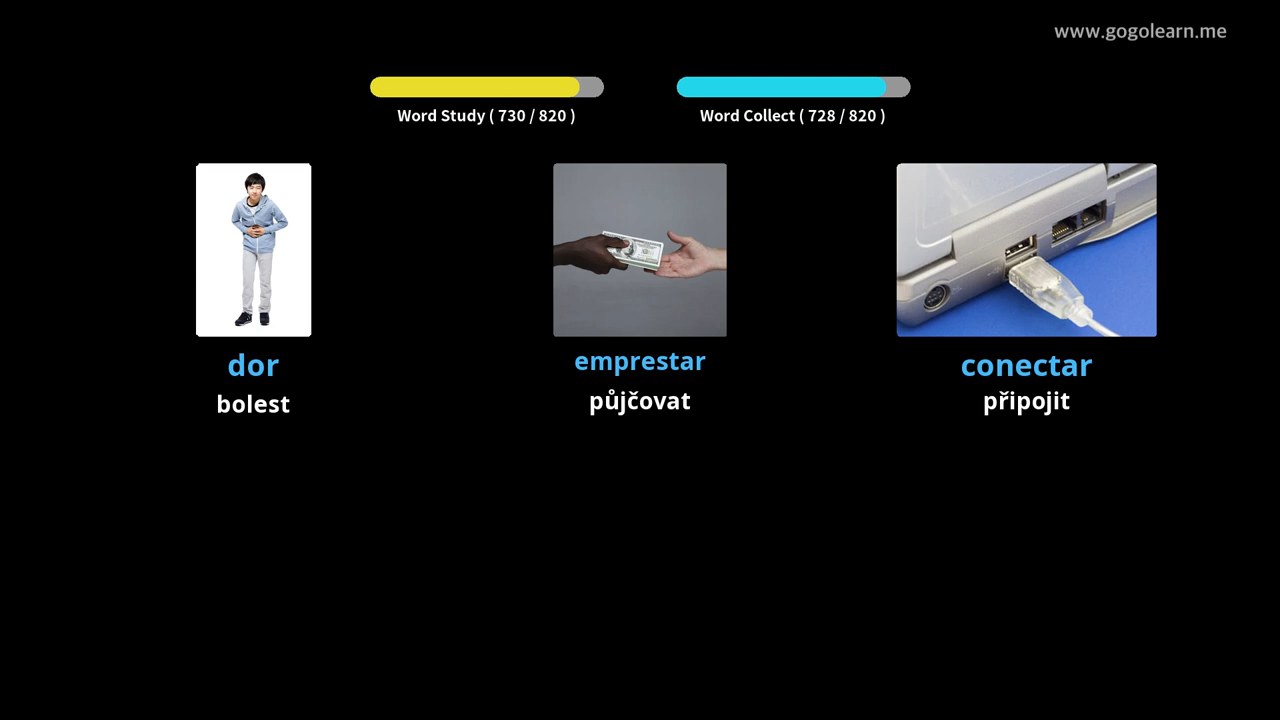 www.gogolearn.me
Word Study ( 730 / 820 )
Word Collect ( 728 / 820 )
dor
bolest
emprestar
půjčovat
conectar
připojit